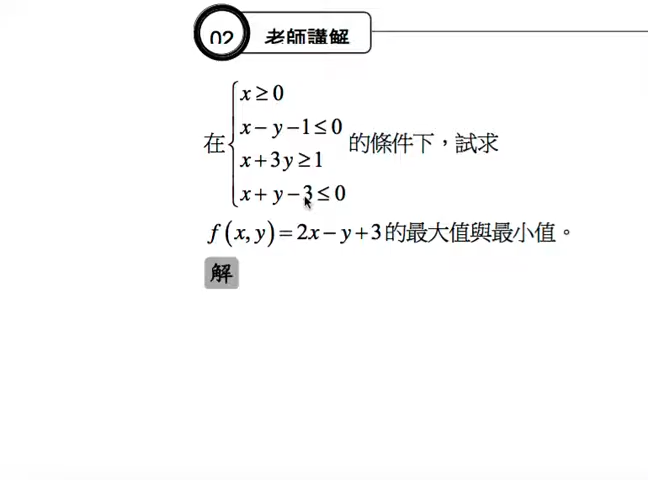 02 老師講解
x ≥ 0
x − y − 1 ≤ 0
在 的條件下，試求
x + 3y ≥ 1
x + y − 3 ≤ 0
f(x, y) = 2x − y + 3 的最大值與最小值。
解